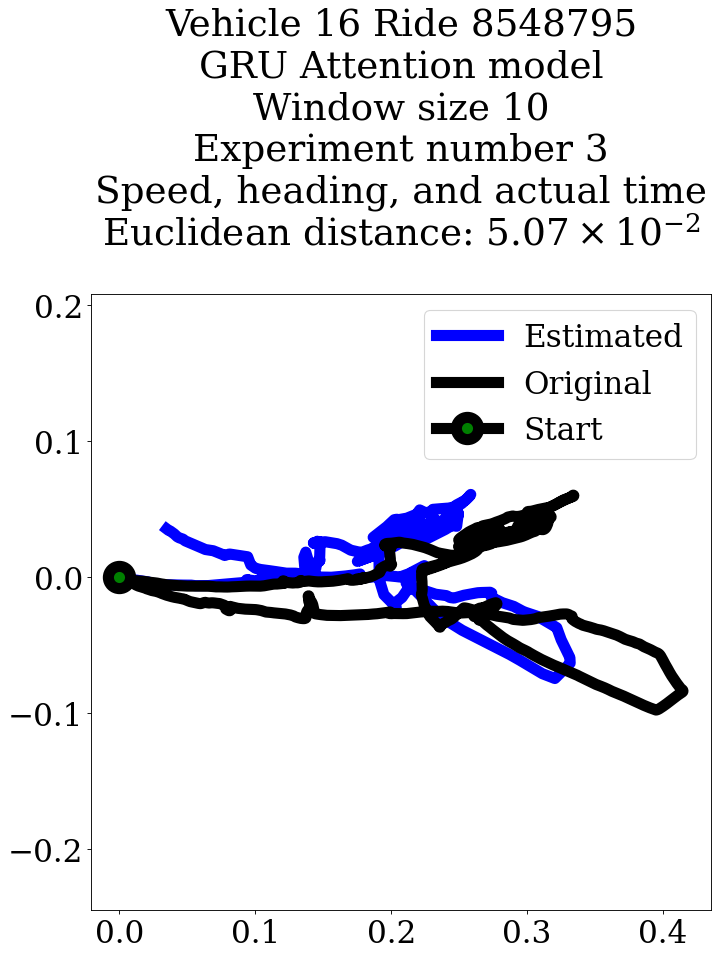 Vehicle 16 Ride 8548795
GRU Attention model
Window size 10
Experiment number 3
Speed, heading, and actual time
Euclidean distance: 5.07 × 10⁻²
0.2
Estimated
Original
Start
0.1
0.0
−0.1
−0.2
0.0 0.1 0.2 0.3 0.4